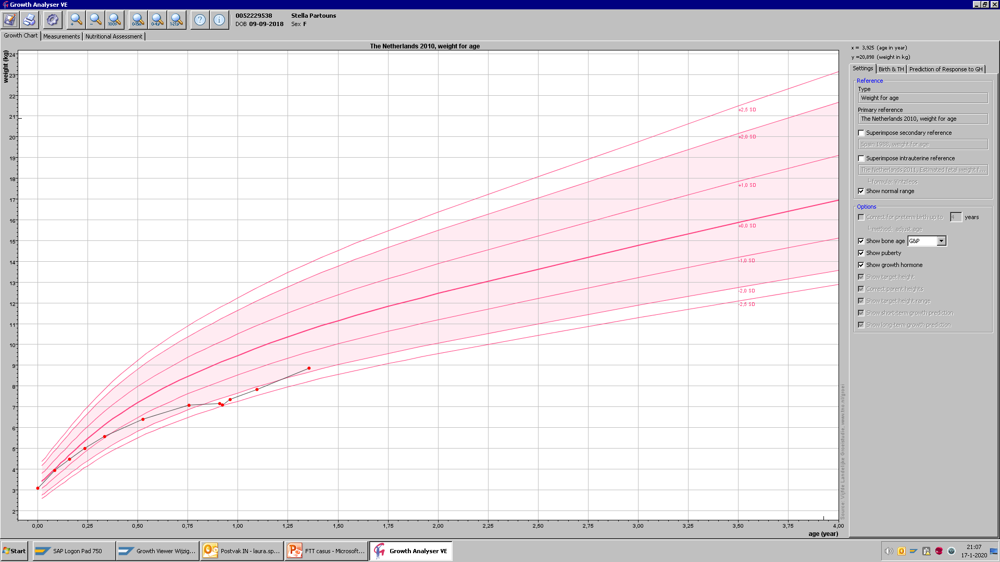 Growth Analyser VE
+
-
100%
0-15m
0-4y
1-21y
?
i
0052229538 Stella Partouns
DOB 09-09-2018 Sex F
Growth Chart Measurements Nutritional Assessment
The Netherlands 2010, weight for age
weight (kg)
24
23
22
21
20
19
18
17
16
15
14
13
12
11
10
9
8
7
6
5
4
3
2
+2,5 SD
+2,0 SD
+1,0 SD
+0,0 SD
-1,0 SD
-2,0 SD
-2,5 SD
0,00 0,25 0,50 0,75 1,00 1,25 1,50 1,75 2,00 2,25 2,50 2,75 3,00 3,25 3,50 3,75 4,00
age (year)
Source: Vijfde Landelijke Groeistudie, www.tno.nl/groei
x = 3,925 (age in year)
y =20,898 (weight in kg)
Settings Birth & TH Prediction of Response to GH
Reference
Type
Weight for age
Primary reference
The Netherlands 2010, weight for age
Superimpose secondary reference
Spain 1988, weight for age
Superimpose intrauterine reference
The Netherlands 2011, Estimated fetal weight f...
formula: Vintzileos
Show normal range
Options
Correct for preterm birth up to 4 years
method: adjust age
Show bone age G&P
Show puberty
Show growth hormone
Show target height
Correct parent heights
Show target height range
Show short-term growth prediction
Show long-term growth prediction
Start SAP Logon Pad 750 Growth Viewer Wijzig... Postvak IN - laura.sp... FTT casus - Microsoft... Growth Analyser VE
21:07
17-1-2020